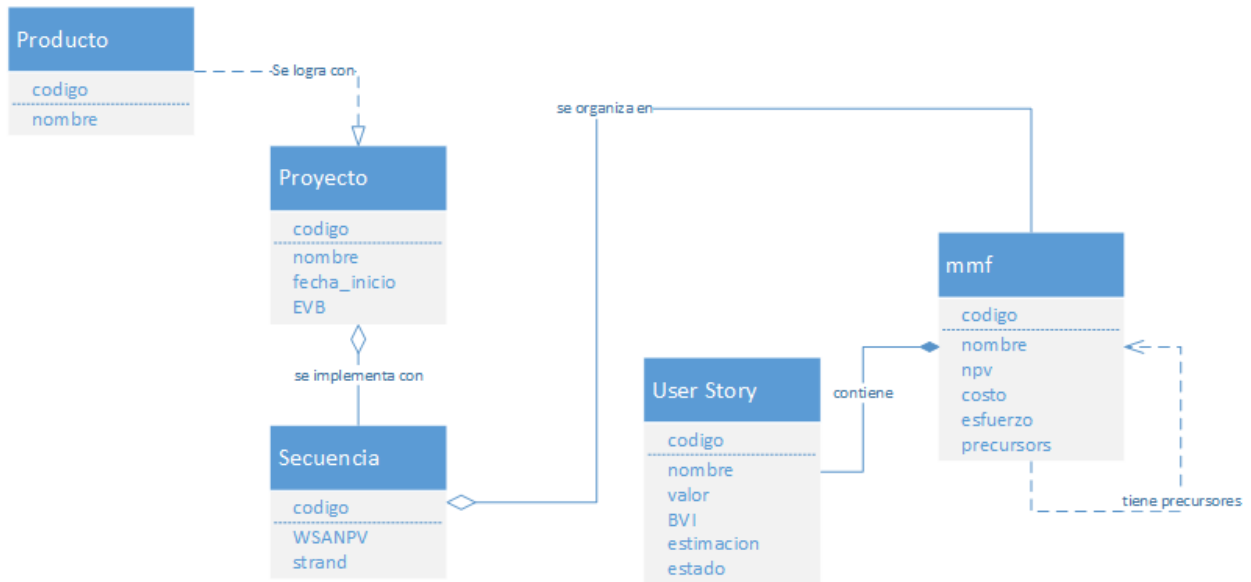 Producto
codigo
nombre
Se logra con
Proyecto
codigo
nombre
fecha_inicio
EVB
se implementa con
Secuencia
codigo
WSANPV
strand
se organiza en
mmf
codigo
nombre
npv
costo
esfuerzo
precursors
tiene precursores
contiene
User Story
codigo
nombre
valor
BVI
estimacion
estado